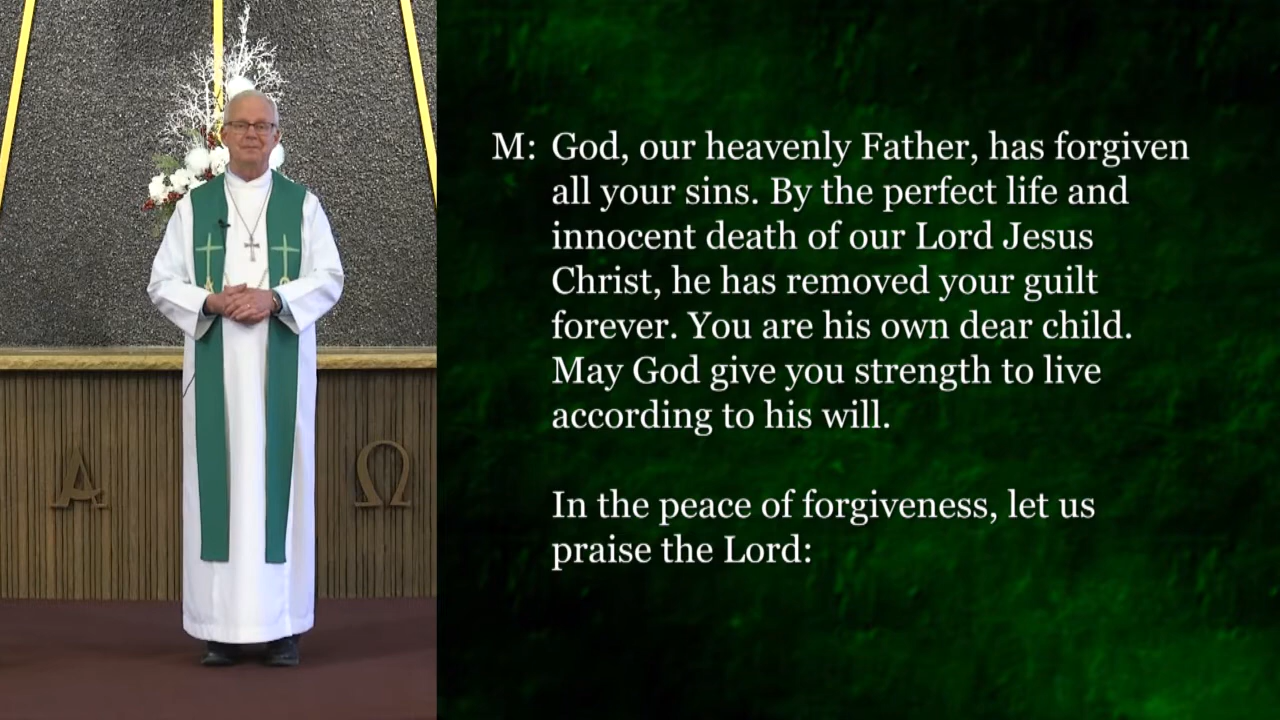 M: God, our heavenly Father, has forgiven
all your sins. By the perfect life and
innocent death of our Lord Jesus
Christ, he has removed your guilt
forever. You are his own dear child.
May God give you strength to live
according to his will.
In the peace of forgiveness, let us
praise the Lord:
Α Ω